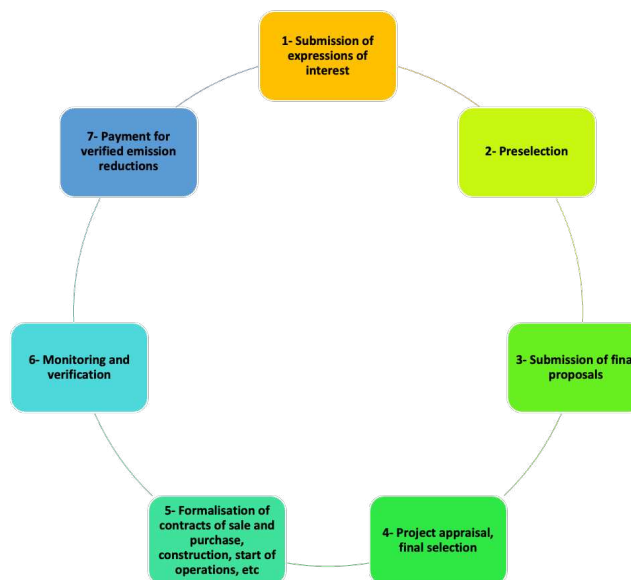 1- Submission of
expressions of
interest
2- Preselection
3- Submission of final
proposals
4- Project appraisal,
final selection
5- Formalisation of
contracts of sale and
purchase,
construction, start of
operations, etc
6- Monitoring and
verification
7- Payment for
verified emission
reductions